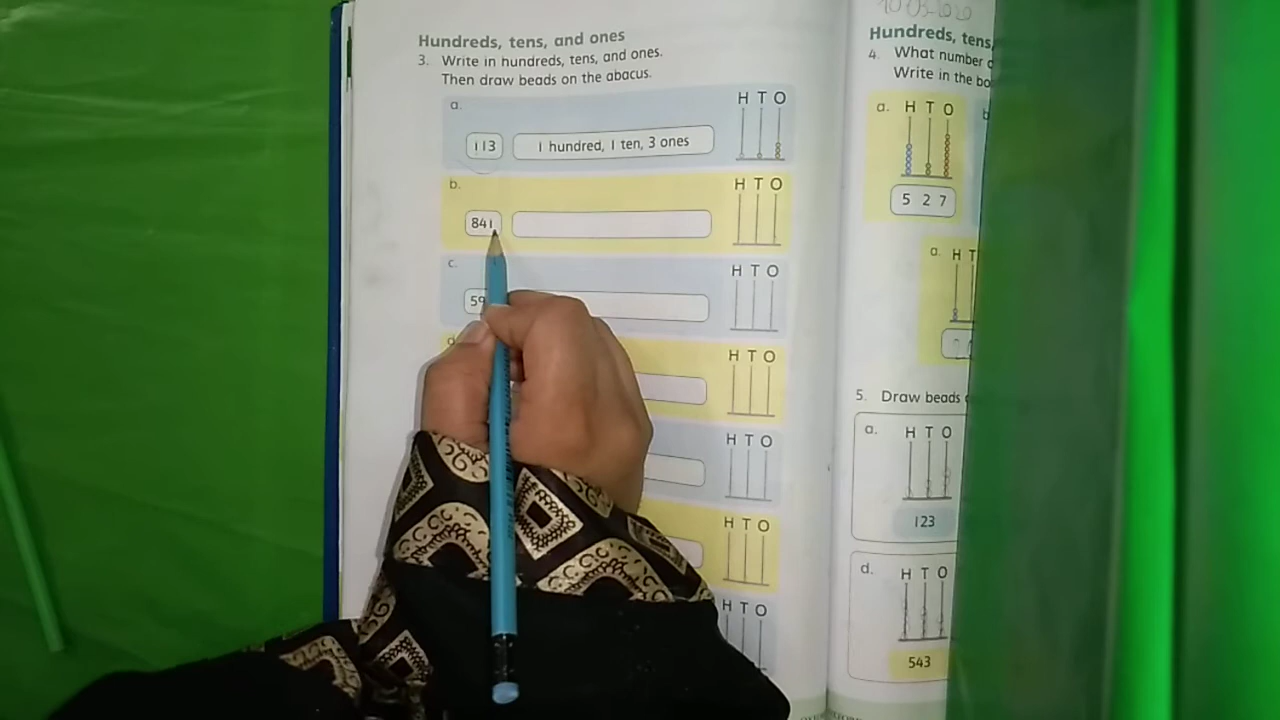 Hundreds, tens, and ones
3. Write in hundreds, tens, and ones.
Then draw beads on the abacus.
a.
H T O
113
1 hundred, 1 ten, 3 ones
b.
H T O
841
c.
H T O
59
d
H T O
H T O
H T O
H T O
Hundreds, tens,
4. What number
Write in the bo
a. H T O
b
5 2 7
a. H T
5. Draw beads
a. H T O
123
d. H T O
543